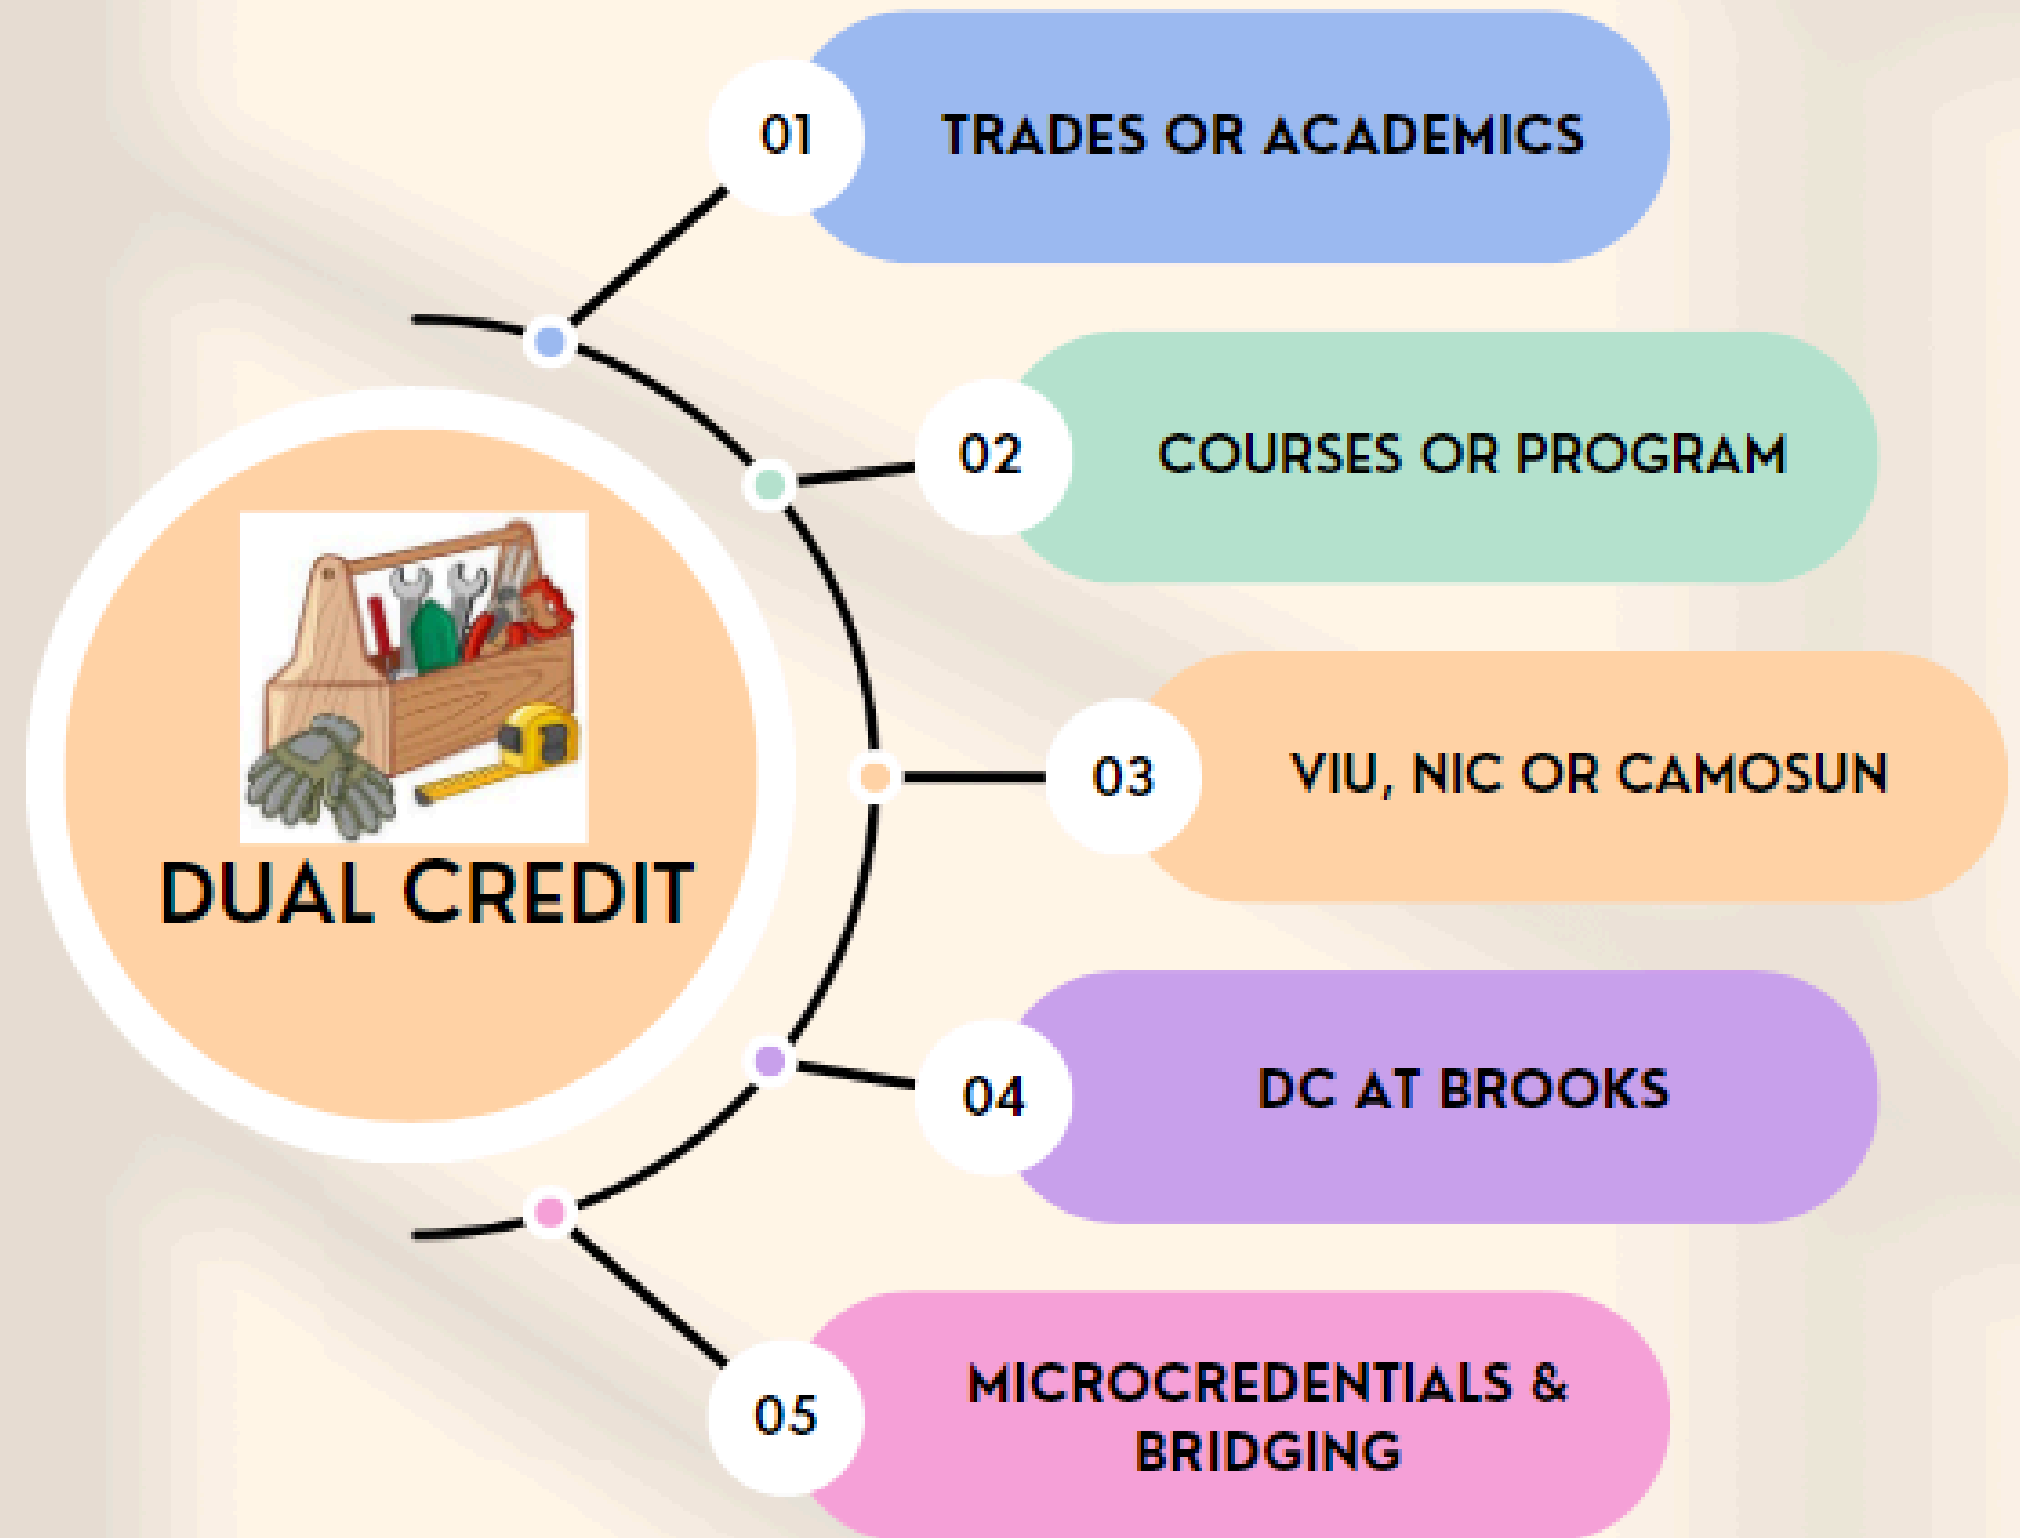 01
TRADES OR ACADEMICS
02
COURSES OR PROGRAM
03
VIU, NIC OR CAMOSUN
DUAL CREDIT
04
DC AT BROOKS
05
MICROCREDENTIALS &
BRIDGING